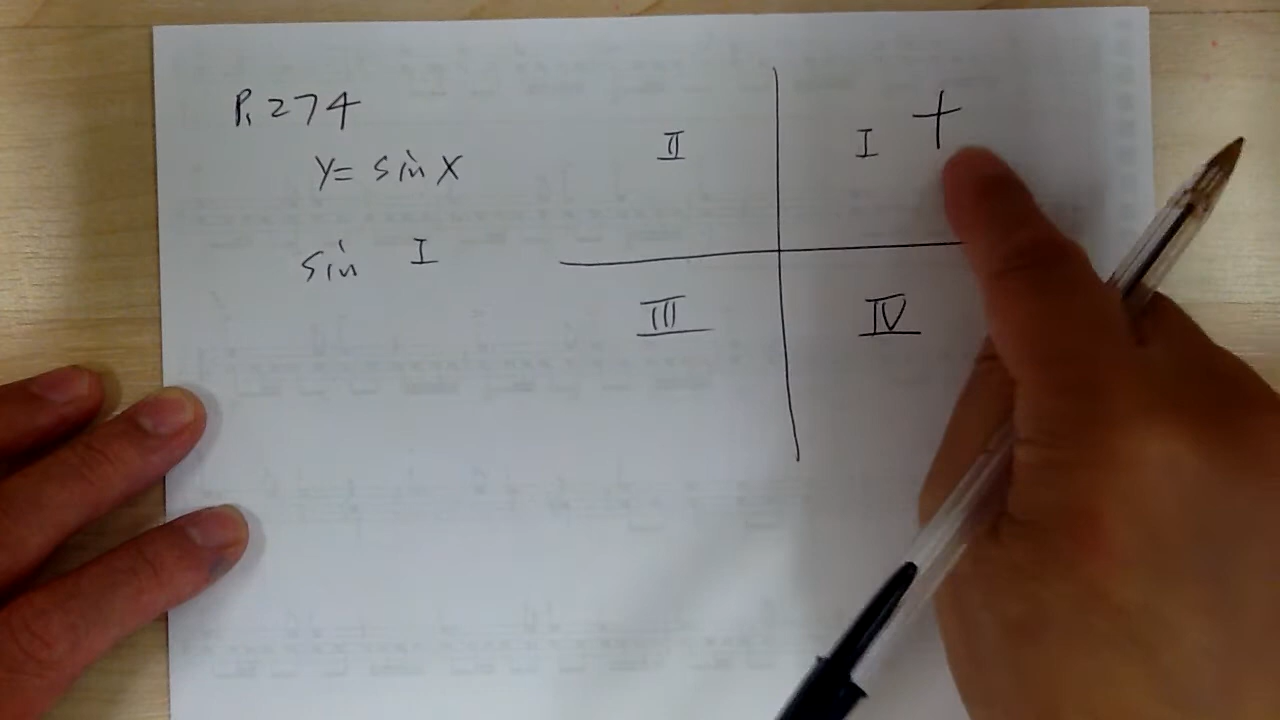 P. 274
y = sin x
sin I
II
I +
III
IV